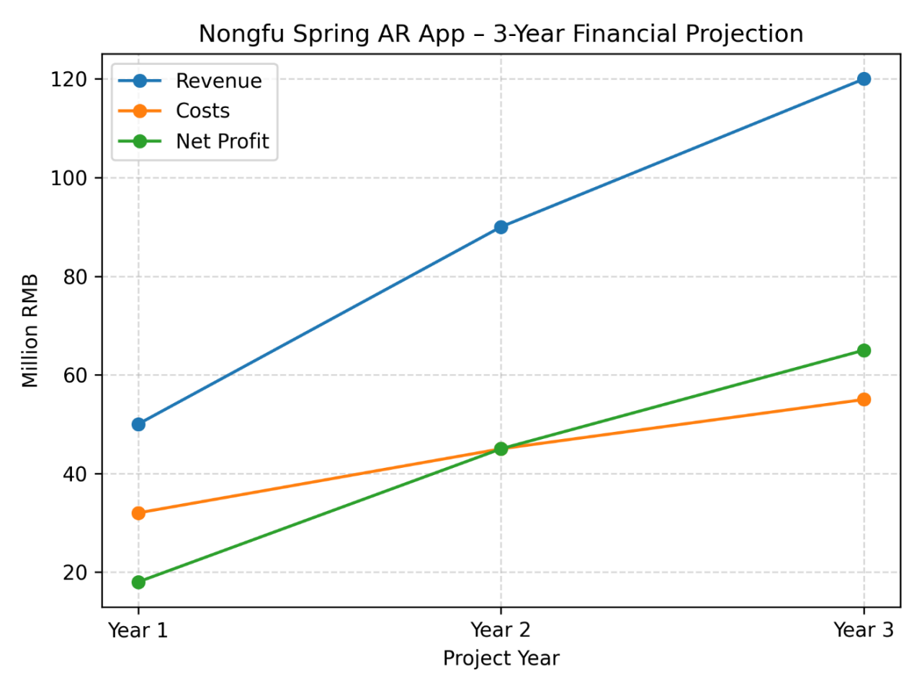 Nongfu Spring AR App – 3-Year Financial Projection
Revenue
Costs
Net Profit
120
100
80
60
40
20
Million RMB
Year 1
Year 2
Year 3
Project Year